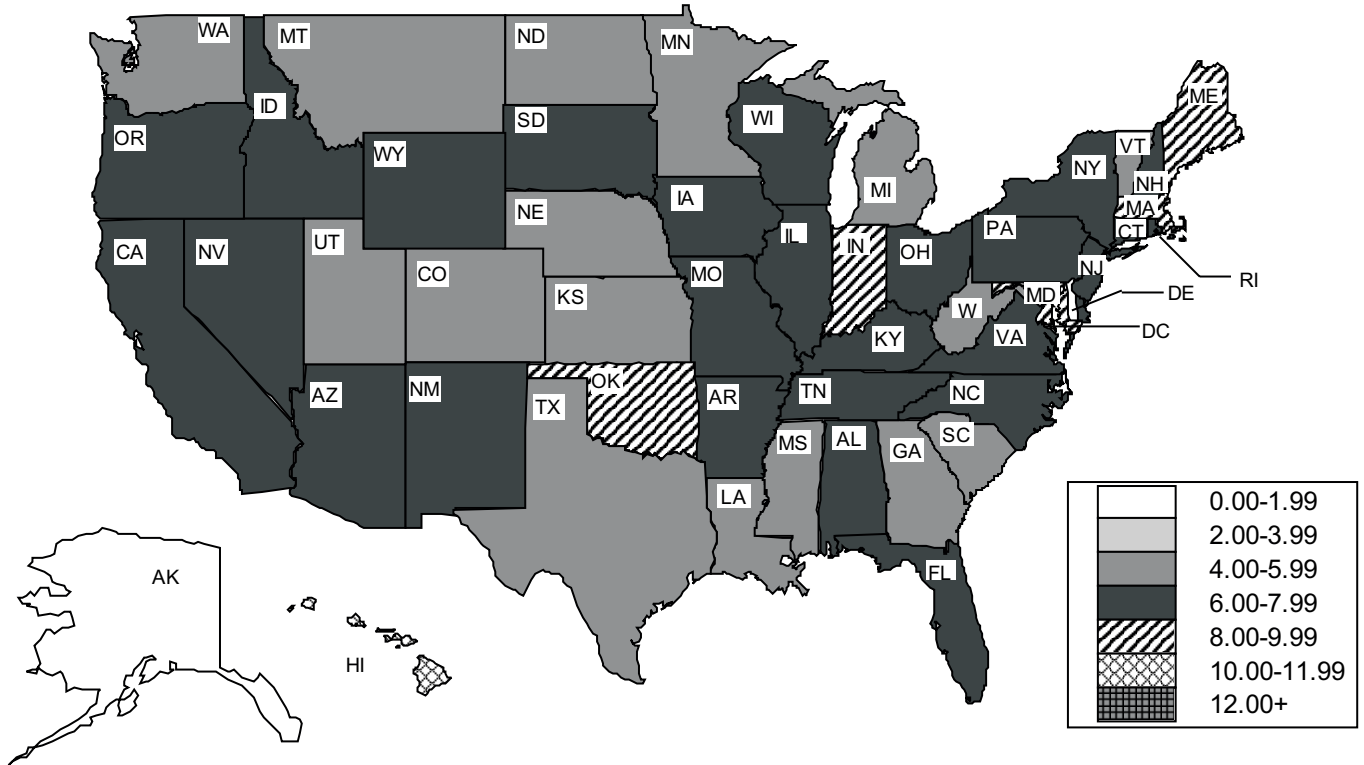 WA
MT
ND
MN
ME
ID
SD
WI
OR
VT
WY
NY
NH
MI
IA
MA
NE
PA
CT
UT
IL
IN
CA
NV
OH
CO
MO
NJ
RI
KS
MD
DE
W
DC
KY
VA
OK
AZ
NM
AR
TN
NC
TX
MS
AL
SC
GA
LA
FL
AK
HI
0.00-1.99
2.00-3.99
4.00-5.99
6.00-7.99
8.00-9.99
10.00-11.99
12.00+